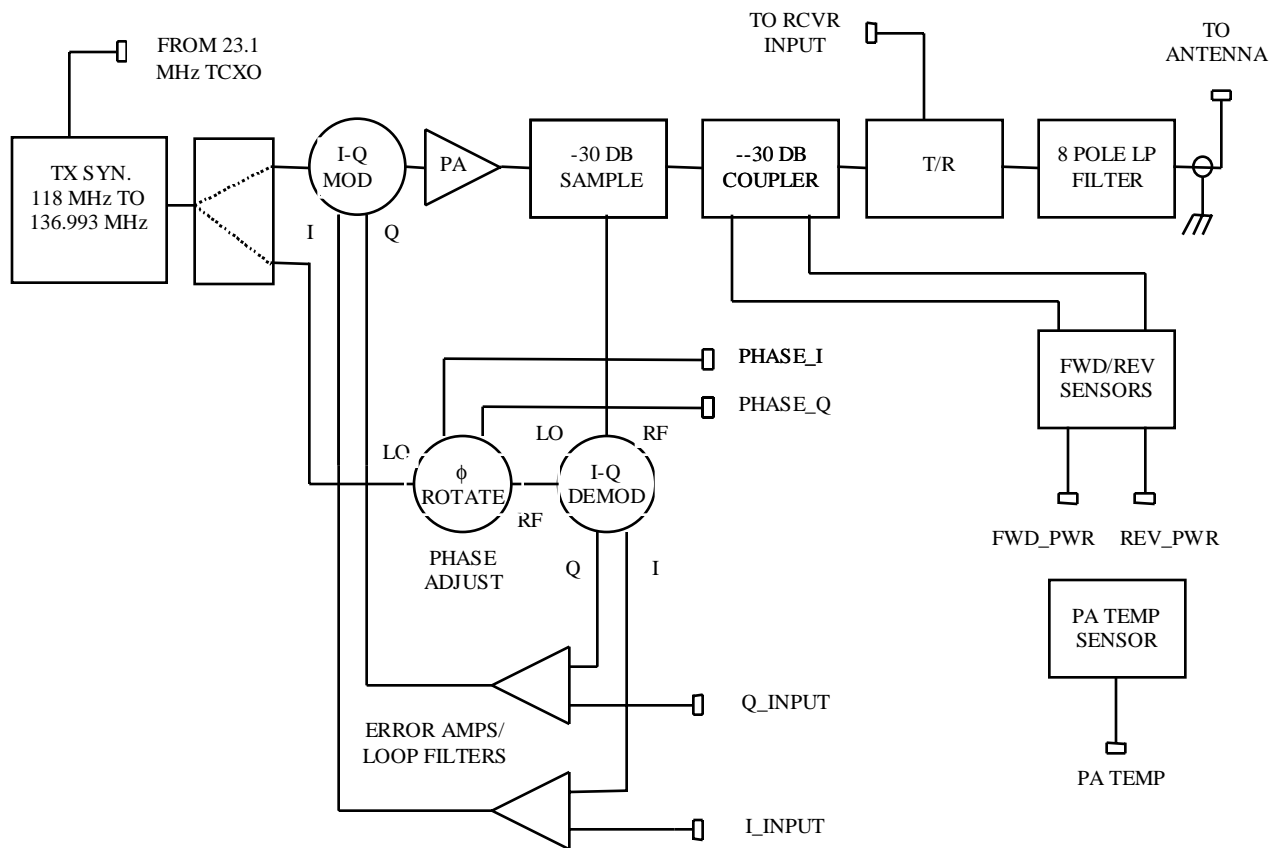 FROM 23.1
MHz TCXO
TO RCVR
INPUT
TO
ANTENNA
TX SYN.
118 MHz TO
136.993 MHz
I-Q
MOD
PA
-30 DB
SAMPLE
--30 DB
COUPLER
T/R
8 POLE LP
FILTER
I
Q
PHASE_I
PHASE_Q
FWD/REV
SENSORS
LO
ϕ
ROTATE
RF
LO
RF
I-Q
DEMOD
PHASE
ADJUST
Q
I
FWD_PWR
REV_PWR
PA TEMP
SENSOR
Q_INPUT
ERROR AMPS/
LOOP FILTERS
PA TEMP
I_INPUT